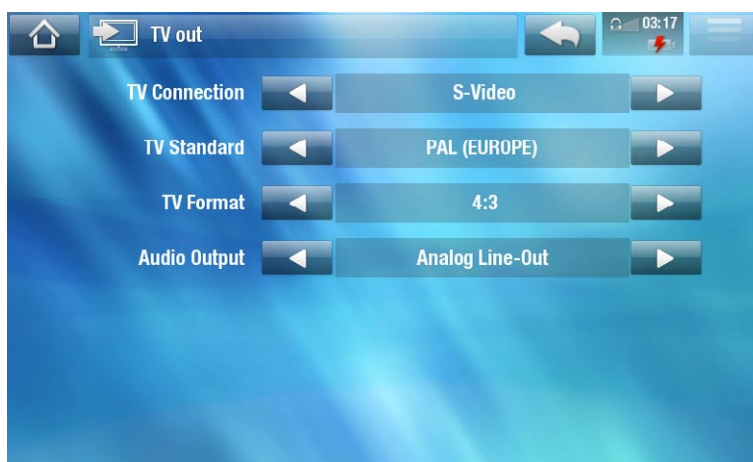 TV out 03:17
TV Connection S-Video
TV Standard PAL (EUROPE)
TV Format 4:3
Audio Output Analog Line-Out